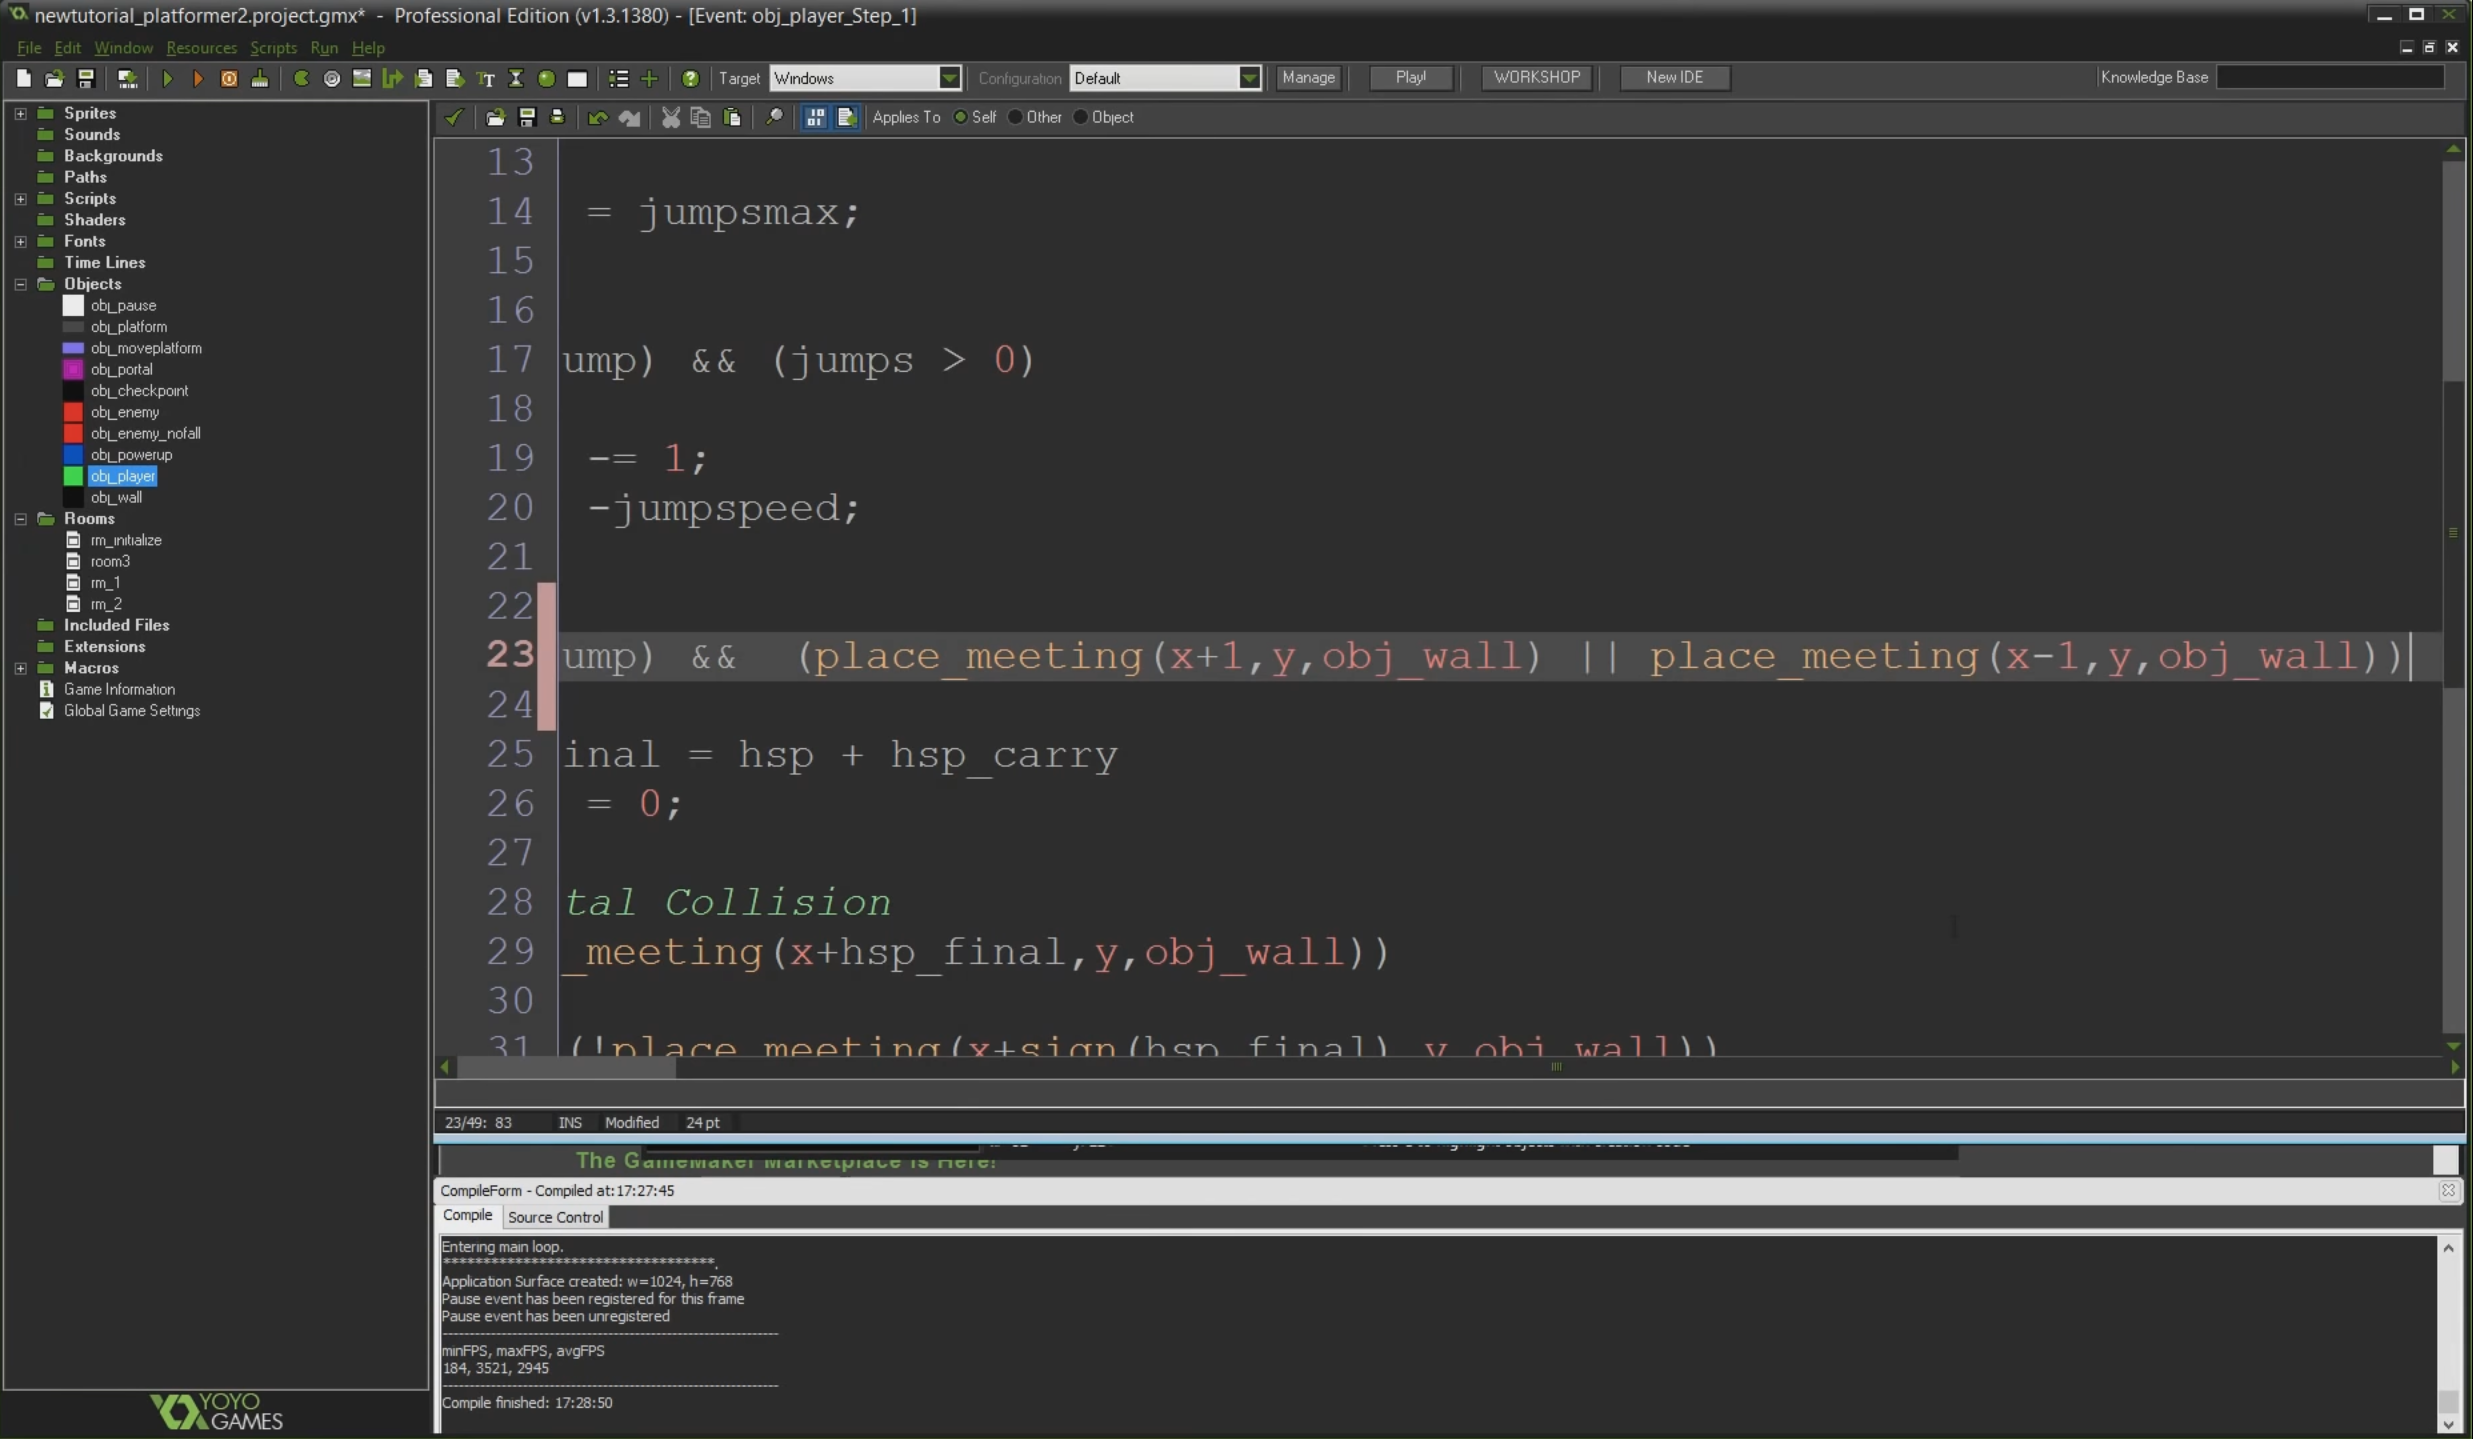 newtutorial_platformer2.project.gmx* - Professional Edition (v1.3.1380) - [Event: obj_player_Step_1]
File Edit Window Resources Scripts Run Help
Target Windows Configuration Default Manage Play! WORKSHOP New IDE Knowledge Base
Applies To Self Other Object
Sprites
Sounds
Backgrounds
Paths
Scripts
Shaders
Fonts
Time Lines
Objects
obj_pause
obj_platform
obj_moveplatform
obj_portal
obj_checkpoint
obj_enemy
obj_enemy_nofall
obj_powerup
obj_player
obj_wall
Rooms
rm_initialize
room3
rm_1
rm_2
Included Files
Extensions
Macros
Game Information
Global Game Settings
YOYO
GAMES
13
14 = jumpsmax;
15
16
17 ump) && (jumps > 0)
18
19 -= 1;
20 -jumpspeed;
21
22
23 ump) &&  (place_meeting(x+1,y,obj_wall) || place_meeting(x-1,y,obj_wall))
24
25 inal = hsp + hsp_carry
26 = 0;
27
28 tal Collision
29 _meeting(x+hsp_final,y,obj_wall))
30
31 (!place_meeting(x+sign(hsp_final),y,obj_wall))
23/49: 83 INS Modified 24 pt
The GameMaker Marketplace is Here!
CompileForm - Compiled at:17:27:45
Compile Source Control
Entering main loop.
***************************************.
Application Surface created: w=1024, h=768
Pause event has been registered for this frame
Pause event has been unregistered
----------------------------------------------------------------
minFPS, maxFPS, avgFPS
184, 3521, 2945
----------------------------------------------------------------
Compile finished: 17:28:50